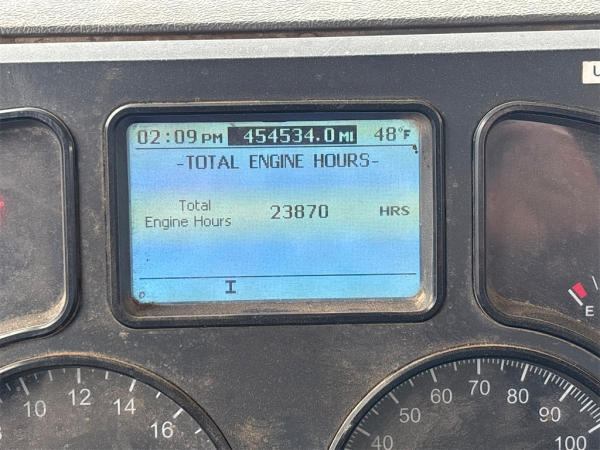 U
02:09 PM 454534.0 MI 48°F
-TOTAL ENGINE HOURS-
Total
Engine Hours 23870 HRS
I
E
10 12 14 16
40 50 60 70 80 90 100